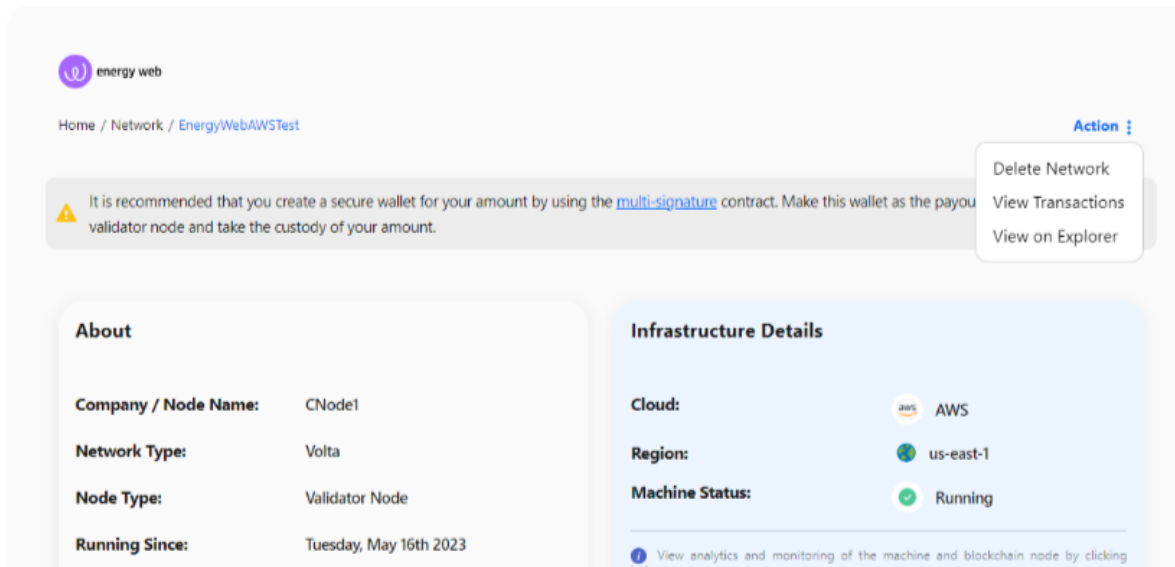 energy web
Home / Network / EnergyWebAWSTest
Action
Delete Network
View Transactions
View on Explorer
It is recommended that you create a secure wallet for your amount by using the multi-signature contract. Make this wallet as the
validator node and take the custody of your amount.
About
Company / Node Name: CNode1
Network Type: Volta
Node Type: Validator Node
Running Since: Tuesday, May 16th 2023
Infrastructure Details
Cloud: aws AWS
Region: us-east-1
Machine Status: Running
View analytics and monitoring of the machine and blockchain node by clicking